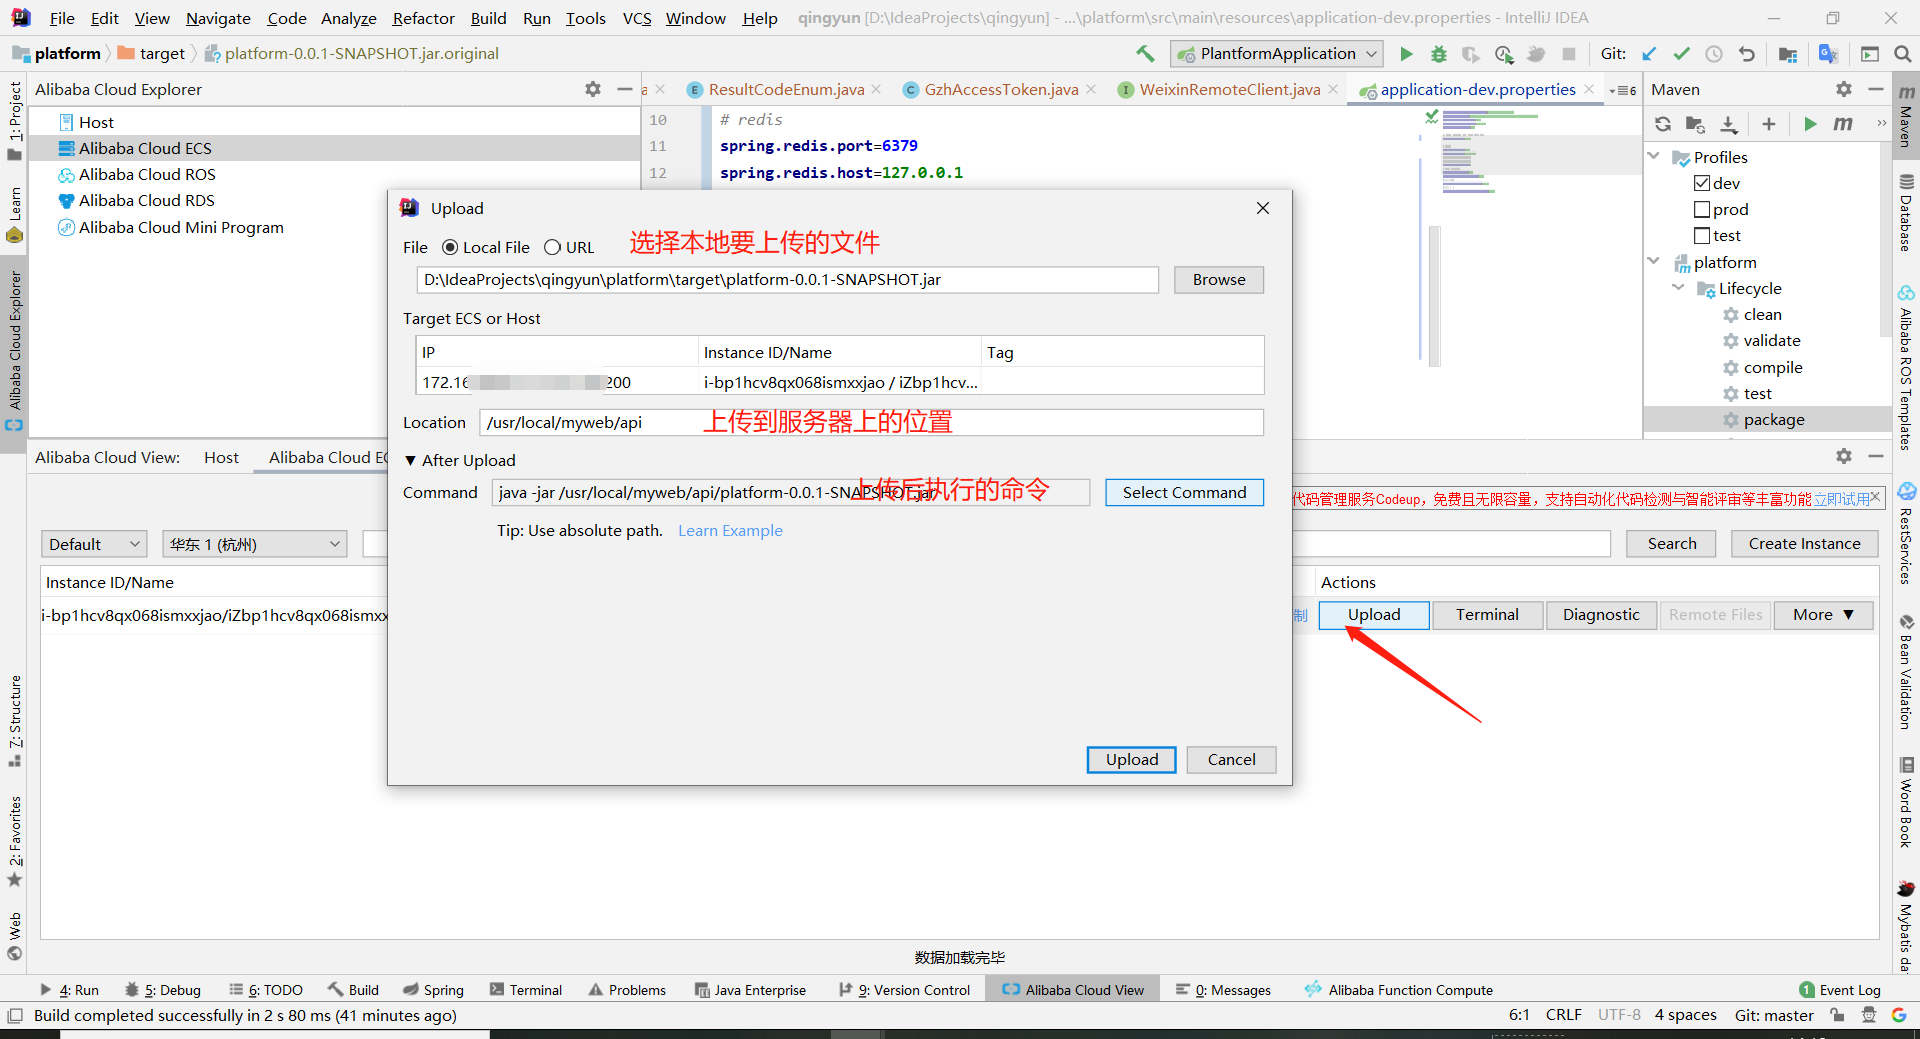 File Edit View Navigate Code Analyze Refactor Build Run Tools VCS Window Help qingyun [D:\IdeaProjects\qingyun] - ...\platform\src\main\resources\application-dev.properties - IntelliJ IDEA
platform target platform-0.0.1-SNAPSHOT.jar.original PlantformApplication Git:
Alibaba Cloud Explorer
a ResultCodeEnum.java GzhAccessToken.java WeixinRemoteClient.java application-dev.properties 6
Maven
Host
Alibaba Cloud ECS
Alibaba Cloud ROS
Alibaba Cloud RDS
Alibaba Cloud Mini Program
10 # redis
11 spring.redis.port=6379
12 spring.redis.host=127.0.0.1
Profiles
dev
prod
test
platform
Lifecycle
clean
validate
compile
test
package
Upload
File Local File URL 选择本地要上传的文件
D:\IdeaProjects\qingyun\platform\target\platform-0.0.1-SNAPSHOT.jar Browse
Target ECS or Host
IP Instance ID/Name Tag
172.16 200 i-bp1hcv8qx068ismxxjao / iZbp1hcv...
Location /usr/local/myweb/api 上传到服务器上的位置
After Upload
Command java -jar /usr/local/myweb/api/platform-0.0.1-SNAPSHOT.jar 上传后执行的命令 Select Command
Tip: Use absolute path. Learn Example
Upload Cancel
Alibaba Cloud View: Host Alibaba Cloud EC
代码管理服务Codeup，免费且无限容量，支持自动化代码检测与智能评审等丰富功能 立即试用
Default 华东 1 (杭州) Search Create Instance
Instance ID/Name Actions
i-bp1hcv8qx068ismxxjao/iZbp1hcv8qx068ismxx 制 Upload Terminal Diagnostic Remote Files More
数据加载完毕
1: Project
Learn
Alibaba Cloud Explorer
7: Structure
2: Favorites
Web
Maven
Database
Alibaba ROS Templates
RestServices
Bean Validation
Word Book
Mybatis da
4: Run 5: Debug 6: TODO Build Spring Terminal Problems Java Enterprise 9: Version Control Alibaba Cloud View 0: Messages Alibaba Function Compute 1 Event Log
Build completed successfully in 2 s 80 ms (41 minutes ago) 6:1 CRLF UTF-8 4 spaces Git: master